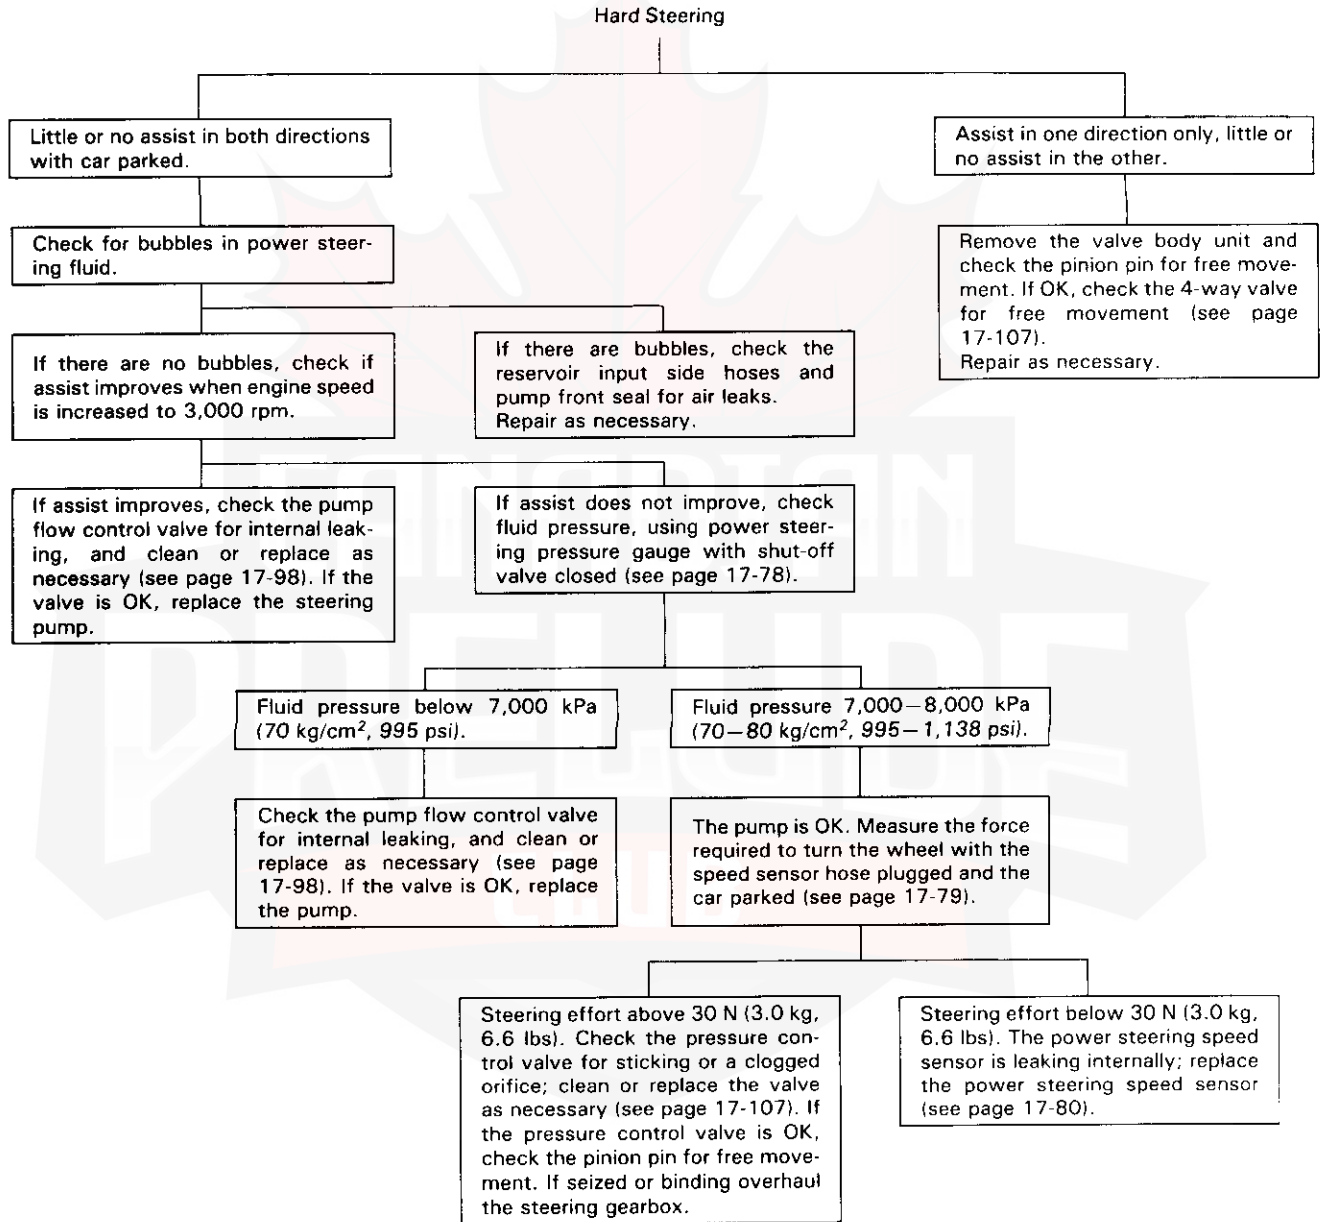 Hard Steering
Little or no assist in both directions
with car parked.
Assist in one direction only, little or
no assist in the other.
Check for bubbles in power steer-
ing fluid.
Remove the valve body unit and
check the pinion pin for free move-
ment. If OK, check the 4-way valve
for free movement (see page
17-107).
Repair as necessary.
If there are no bubbles, check if
assist improves when engine speed
is increased to 3,000 rpm.
If there are bubbles, check the
reservoir input side hoses and
pump front seal for air leaks.
Repair as necessary.
If assist improves, check the pump
flow control valve for internal leak-
ing, and clean or replace as
necessary (see page 17-98). If the
valve is OK, replace the steering
pump.
If assist does not improve, check
fluid pressure, using power steer-
ing pressure gauge with shut-off
valve closed (see page 17-78).
Fluid pressure below 7,000 kPa
(70 kg/cm², 995 psi).
Fluid pressure 7,000—8,000 kPa
(70—80 kg/cm², 995—1,138 psi).
Check the pump flow control valve
for internal leaking, and clean or
replace as necessary (see page
17-98). If the valve is OK, replace
the pump.
The pump is OK. Measure the force
required to turn the wheel with the
speed sensor hose plugged and the
car parked (see page 17-79).
Steering effort above 30 N (3.0 kg,
6.6 lbs). Check the pressure con-
trol valve for sticking or a clogged
orifice; clean or replace the valve
as necessary (see page 17-107). If
the pressure control valve is OK,
check the pinion pin for free move-
ment. If seized or binding overhaul
the steering gearbox.
Steering effort below 30 N (3.0 kg,
6.6 lbs). The power steering speed
sensor is leaking internally; replace
the power steering speed sensor
(see page 17-80).
CANADIAN
PRELUDE
CLUB